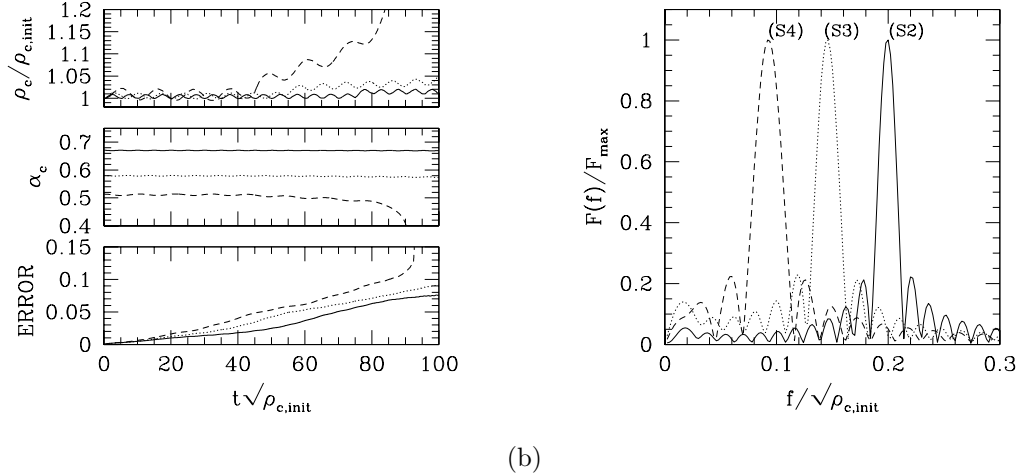 1.2
1.15
1.1
1.05
1
ρc/ρc,init
0.7
0.6
0.5
0.4
αc
0.15
0.1
0.05
0
ERROR
0 20 40 60 80 100
t√ρc,init
(S4) (S3) (S2)
1
0.8
0.6
0.4
0.2
0
F(f)/Fmax
0 0.1 0.2 0.3
f/√ρc,init
(b)